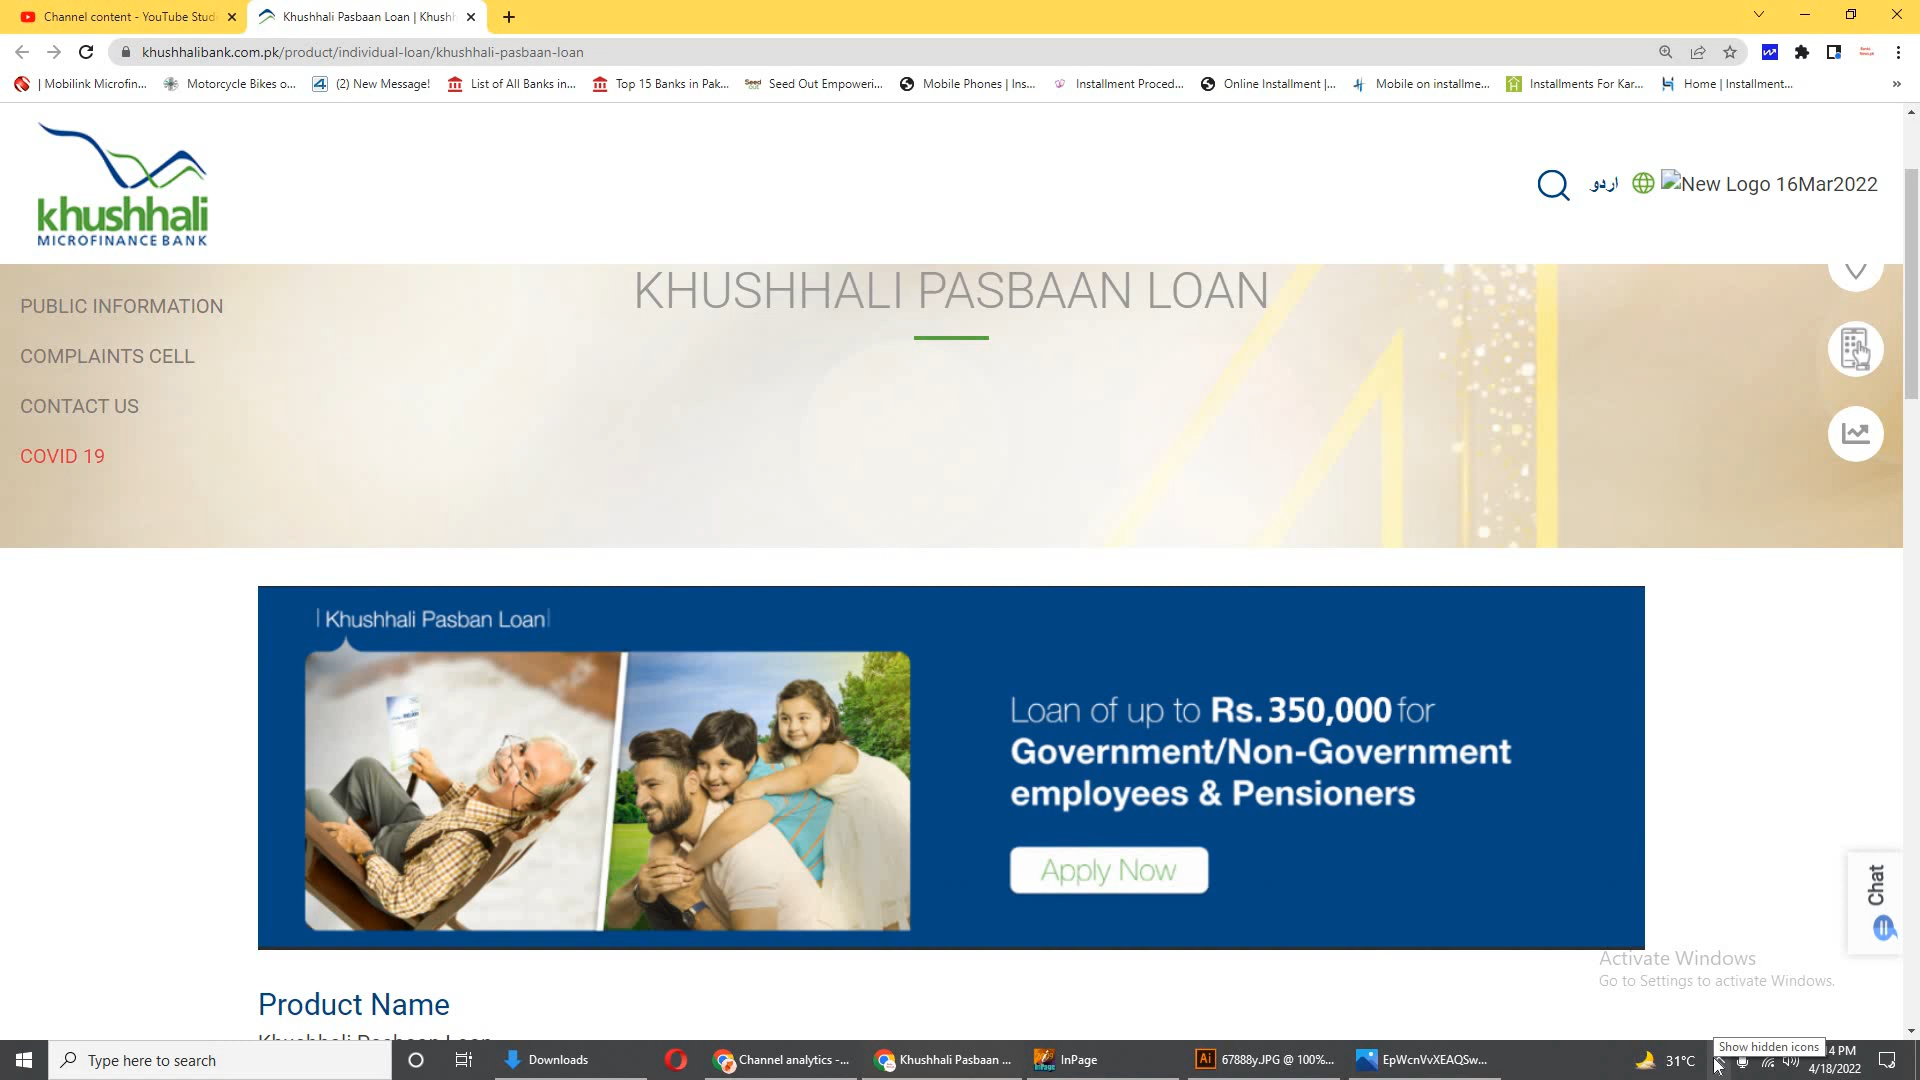 Channel content - YouTube Stud
Khushhali Pasbaan Loan | Khushh
khushhalibank.com.pk/product/individual-loan/khushhali-pasbaan-loan
| Mobilink Microfin...
Motorcycle Bikes o...
(2) New Message!
List of All Banks in...
Top 15 Banks in Pak...
Seed Out Empoweri...
Mobile Phones | Ins...
Installment Proced...
Online Installment |...
Mobile on installme...
Installments For Kar...
Home | Installment...
khushhali
MICROFINANCE BANK
اردو
New Logo 16Mar2022
KHUSHHALI PASBAAN LOAN
PUBLIC INFORMATION
COMPLAINTS CELL
CONTACT US
COVID 19
Khushhali Pasban Loan
Loan of up to Rs. 350,000 for
Government/Non-Government
employees & Pensioners
Apply Now
Chat
Activate Windows
Go to Settings to activate Windows.
Product Name
Khushhali Pasbaan Loan
Show hidden icons
Type here to search
Downloads
Channel analytics -...
Khushhali Pasbaan ...
InPage
Ai
67888y.JPG @ 100%...
EpWcnVvXEAQSw...
31°C
4 PM
4/18/2022